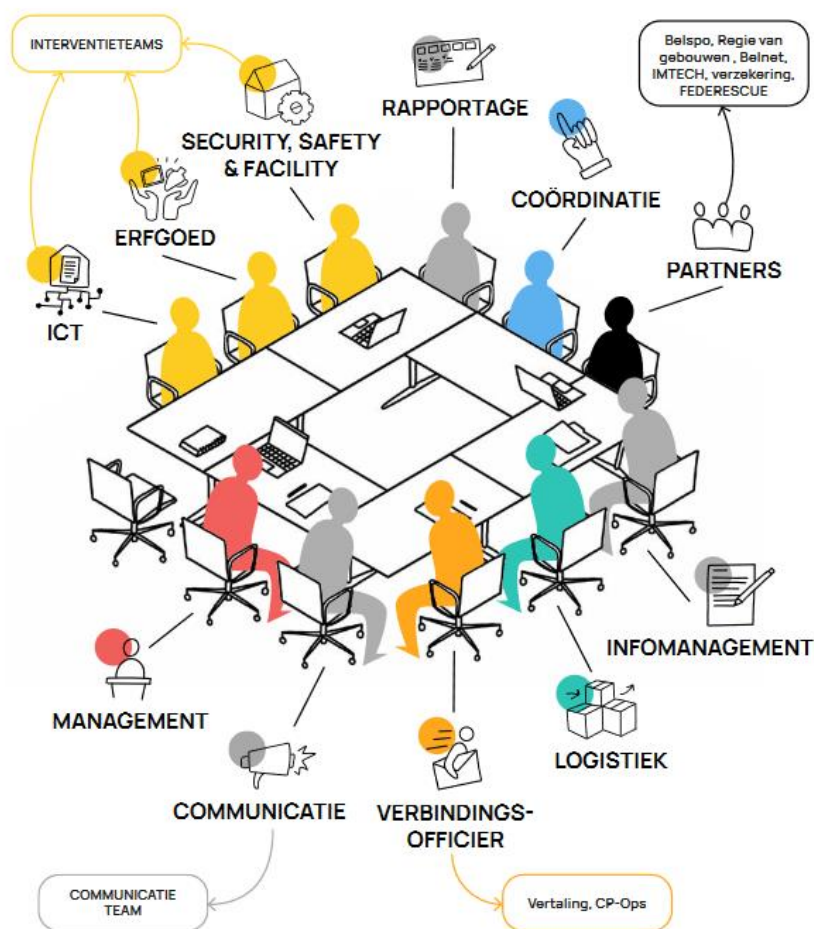 INTERVENTIETEAMS
Belspo, Regie van
gebouwen , Belnet,
IMTECH, verzekering,
FEDERESCUE
RAPPORTAGE
SECURITY, SAFETY
& FACILITY
COÖRDINATIE
ERFGOED
PARTNERS
ICT
INFOMANAGEMENT
MANAGEMENT
LOGISTIEK
COMMUNICATIE
VERBINDINGS-
OFFICIER
COMMUNICATIE
TEAM
Vertaling, CP-Ops